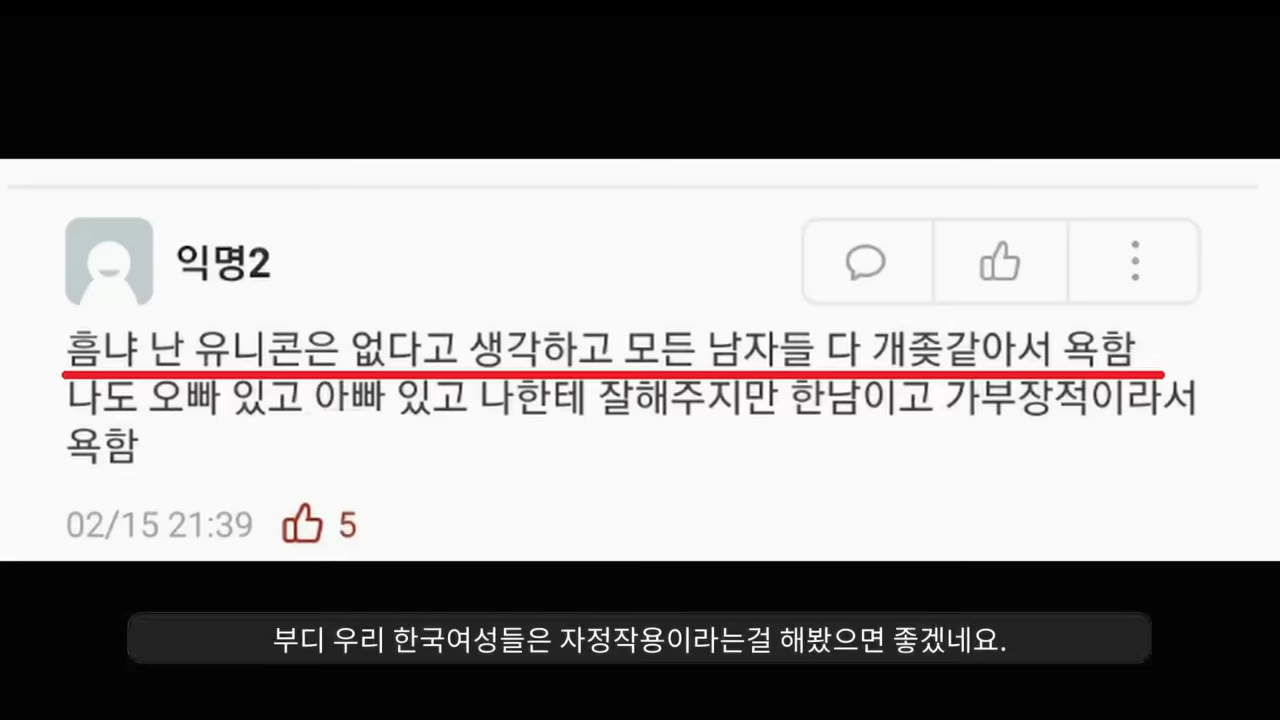 익명2
흠냐 난 유니콘은 없다고 생각하고 모든 남자들 다 개좆같아서 욕함
나도 오빠 있고 아빠 있고 나한테 잘해주지만 한남이고 가부장적이라서
욕함
02/15 21:39 5
부디 우리 한국여성들은 자정작용이라는걸 해봤으면 좋겠네요.